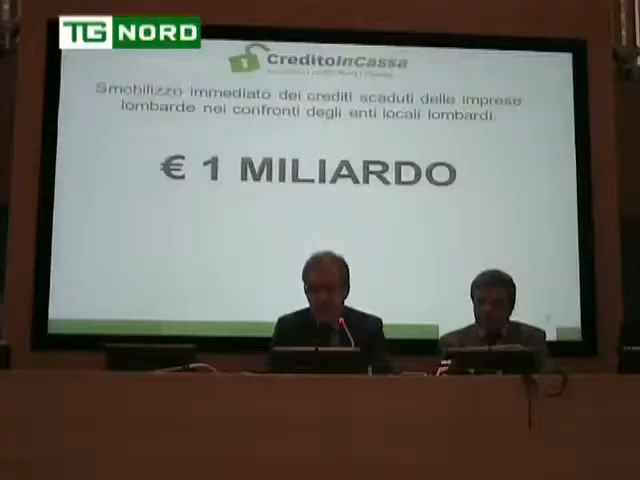 TG NORD
CreditoInCassa
Smobilizzo immediato dei crediti scaduti delle imprese
lombarde nei confronti degli enti locali lombardi.
€ 1 MILIARDO